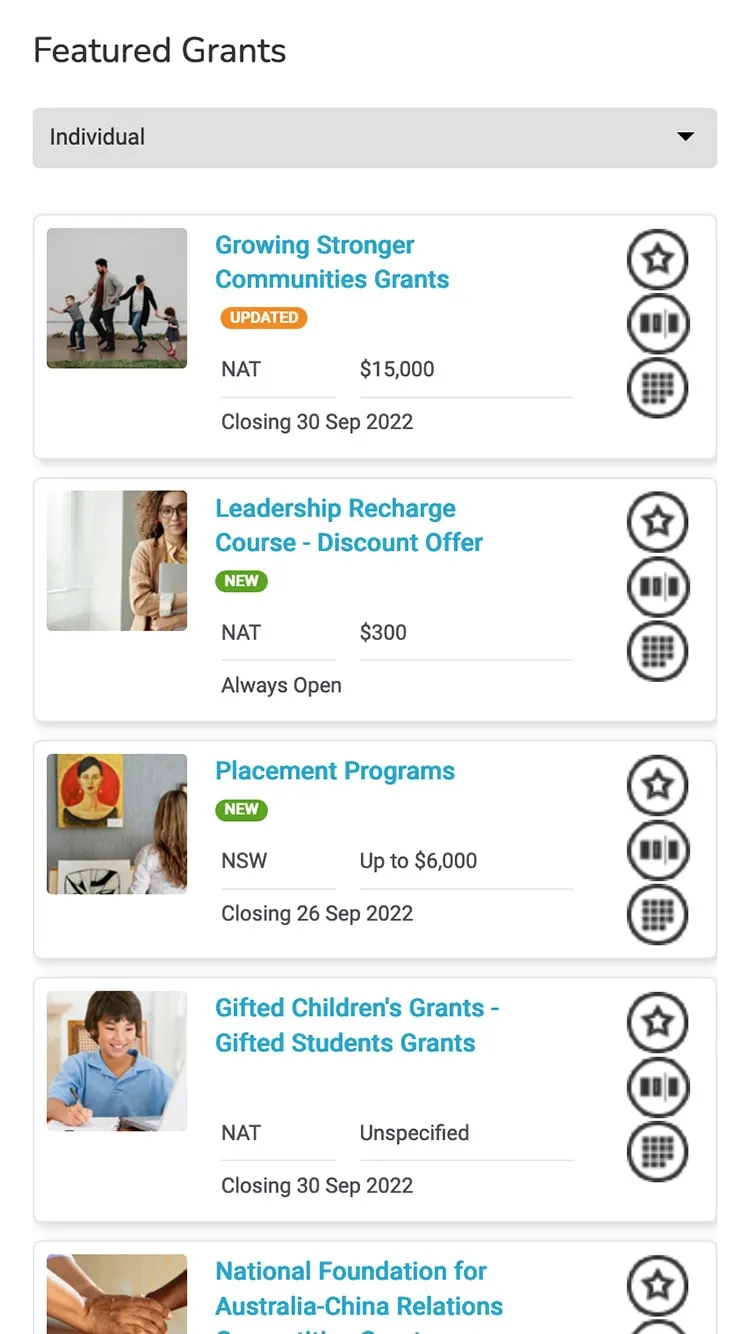 Featured Grants
Individual
Growing Stronger
Communities Grants
UPDATED
NAT $15,000
Closing 30 Sep 2022
Leadership Recharge
Course - Discount Offer
NEW
NAT $300
Always Open
Placement Programs
NEW
NSW Up to $6,000
Closing 26 Sep 2022
Gifted Children's Grants -
Gifted Students Grants
NAT Unspecified
Closing 30 Sep 2022
National Foundation for
Australia-China Relations